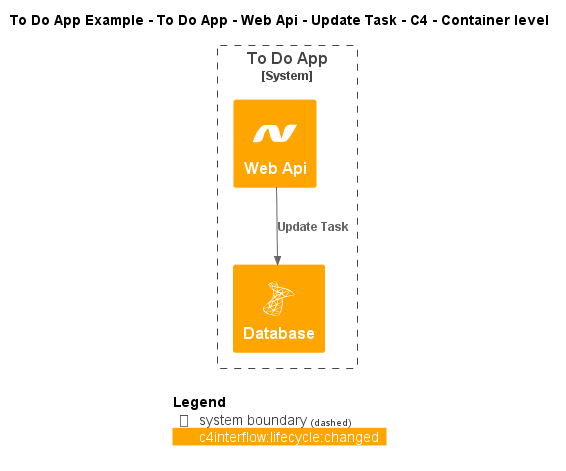 To Do App Example - To Do App - Web Api - Update Task - C4 - Container level
To Do App
[System]
Web Api
Update Task
Database
Legend
system boundary (dashed)
c4interflow:lifecycle:changed